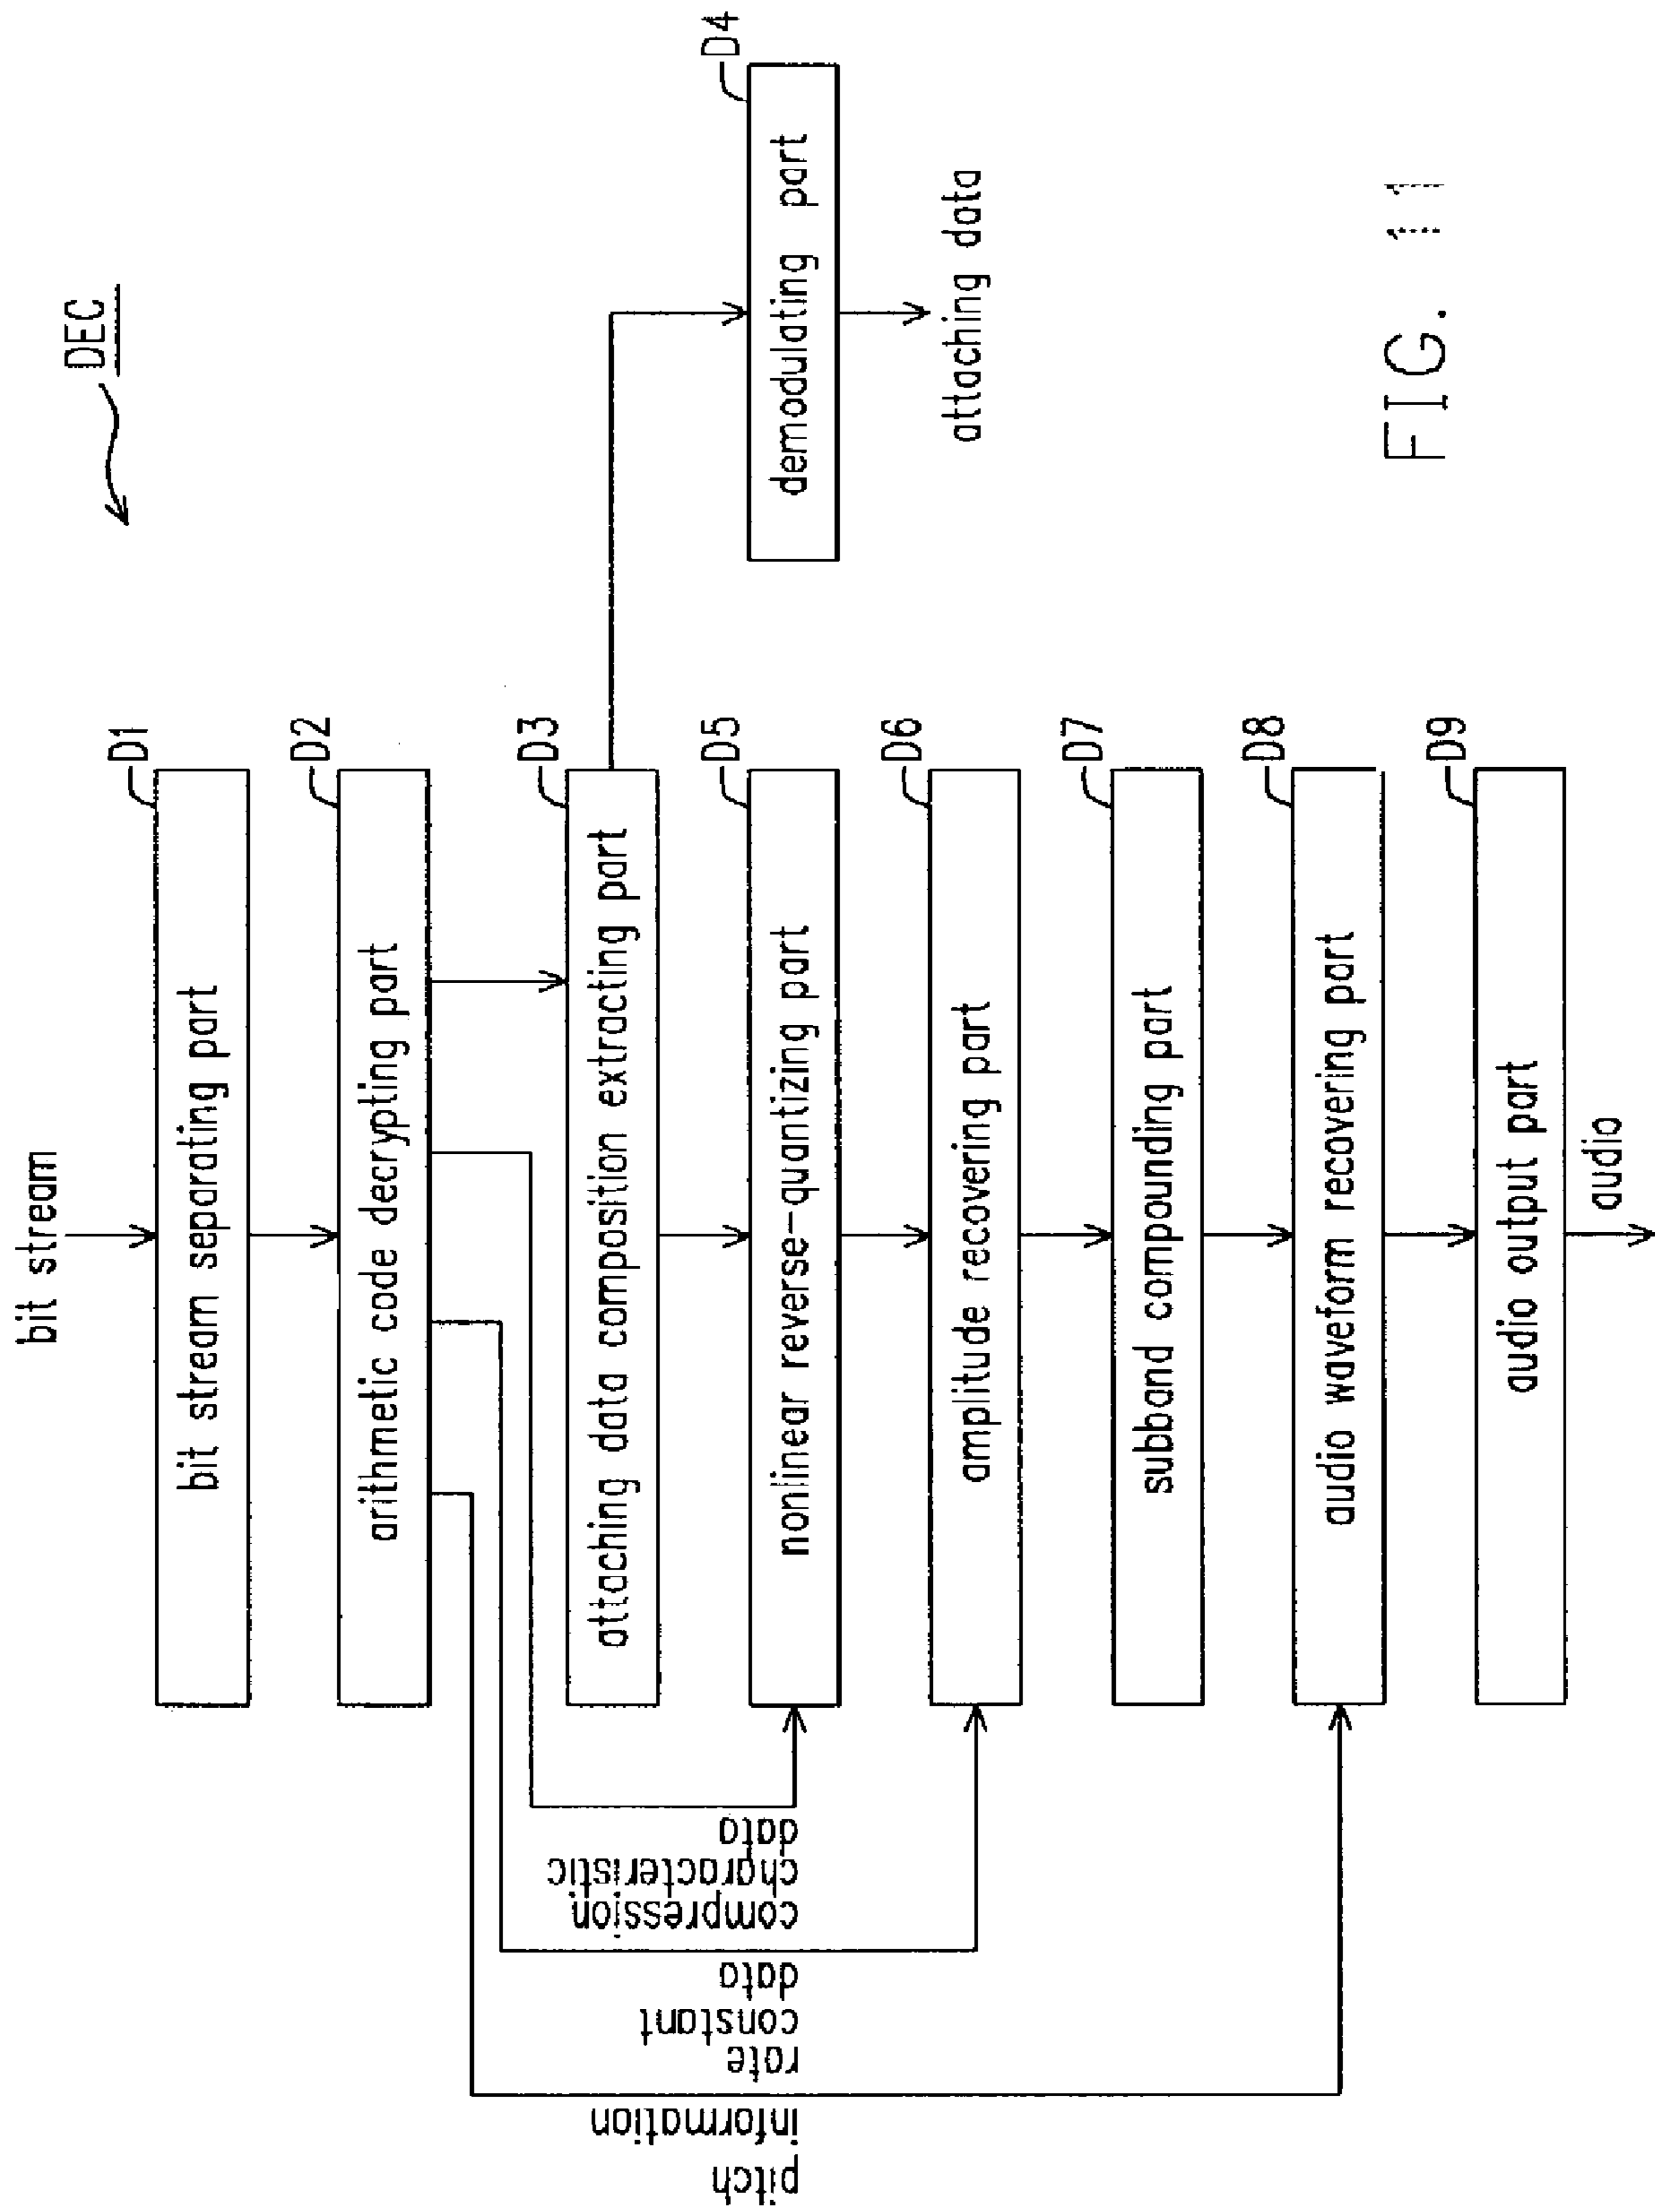 DEC
bit stream
D1
bit stream separating part
D2
arithmetic code decrypting part
D3
attaching data composition extracting part
D4
demodulating part
attaching data
D5
nonlinear reverse-quantizing part
D6
amplitude recovering part
D7
subband compounding part
D8
audio waveform recovering part
D9
audio output part
audio
pitch
information
rate
constant
data
compression
characteristic
data
FIG. 11